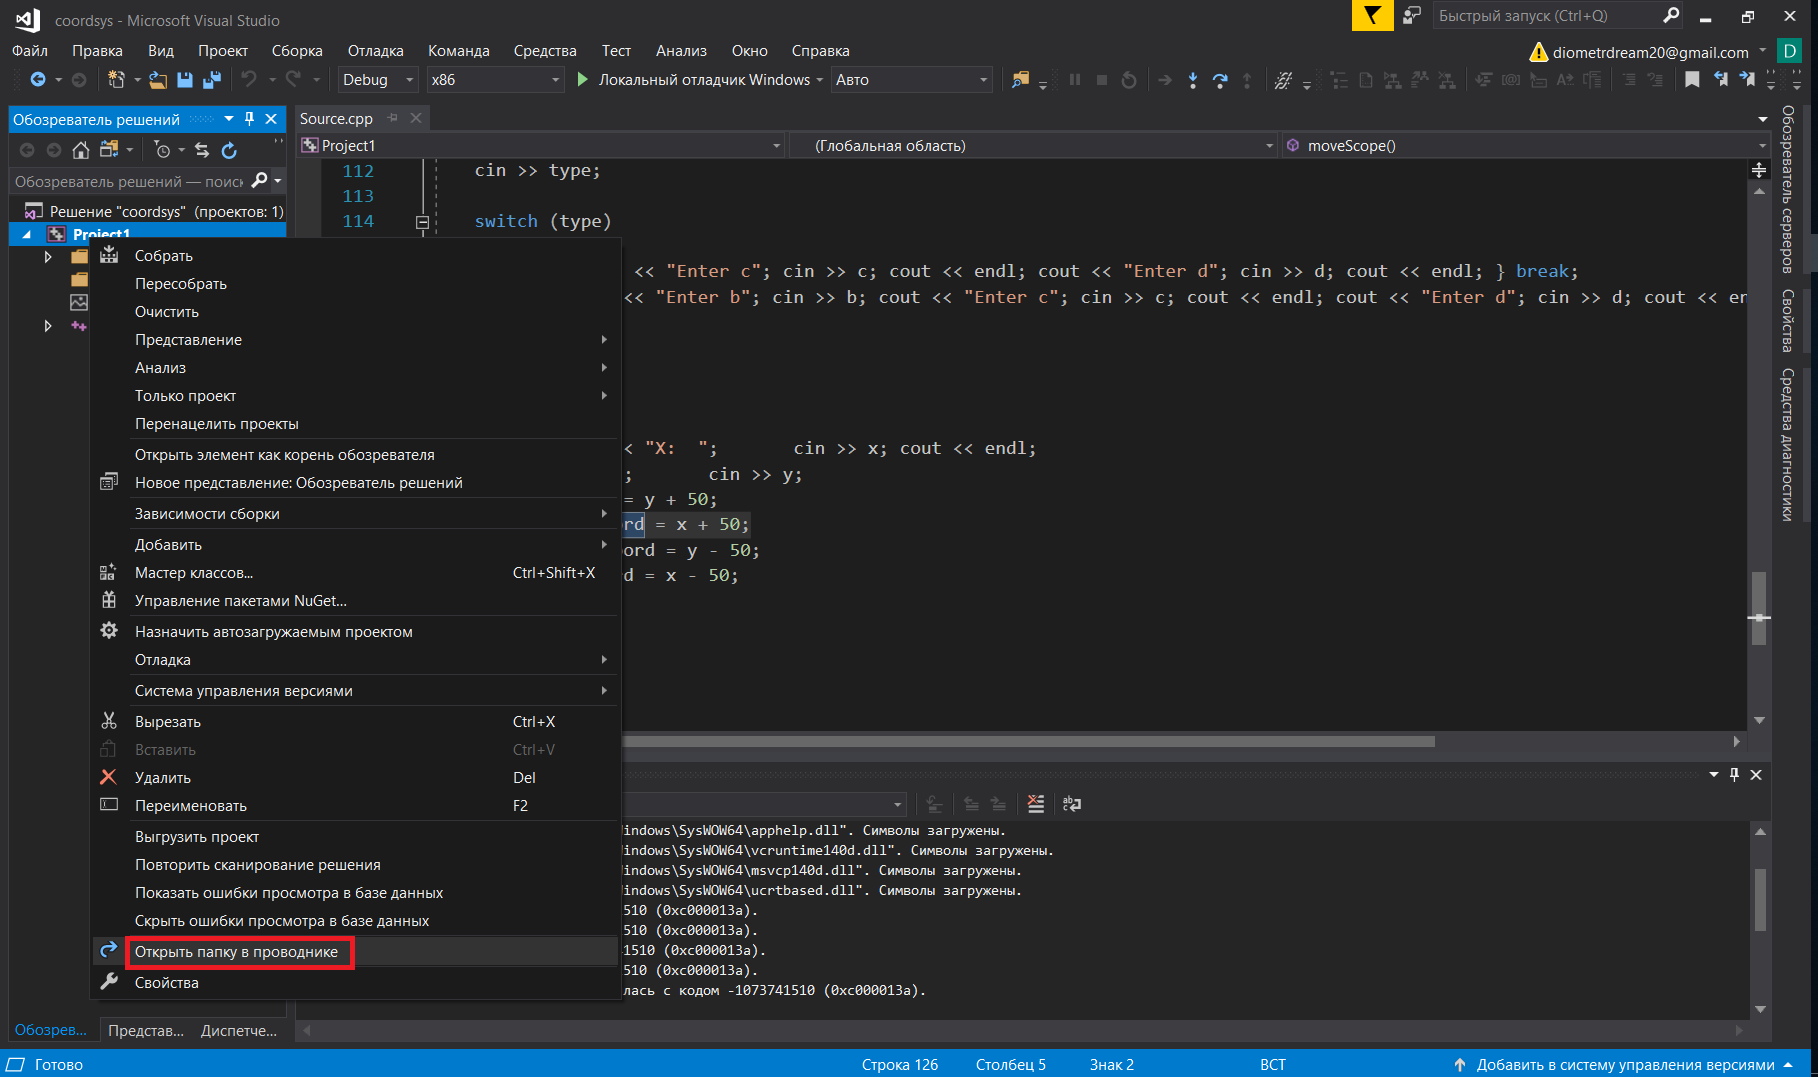 coordsys - Microsoft Visual Studio
Быстрый запуск (Ctrl+Q)
Файл Правка Вид Проект Сборка Отладка Команда Средства Тест Анализ Окно Справка
diometrdream20@gmail.com D
Debug x86 Локальный отладчик Windows Авто
Обозреватель решений
Source.cpp
Project1 (Глобальная область) moveScope()
Обозреватель решений — поиск
Решение "coordsys" (проектов: 1)
Project1
112 cin >> type;
113
114 switch (type)
<< "Enter c"; cin >> c; cout << endl; cout << "Enter d"; cin >> d; cout << endl; } break;
<< "Enter b"; cin >> b; cout << "Enter c"; cin >> c; cout << endl; cout << "Enter d"; cin >> d; cout << en
< "X:  "; cin >> x; cout << endl;
; cin >> y;
= y + 50;
rd = x + 50;
ord = y - 50;
d = x - 50;
Собрать
Пересобрать
Очистить
Представление
Анализ
Только проект
Перенацелить проекты
Открыть элемент как корень обозревателя
Новое представление: Обозреватель решений
Зависимости сборки
Добавить
Мастер классов... Ctrl+Shift+X
Управление пакетами NuGet...
Назначить автозагружаемым проектом
Отладка
Система управления версиями
Вырезать Ctrl+X
Вставить Ctrl+V
Удалить Del
Переименовать F2
Выгрузить проект
Повторить сканирование решения
Показать ошибки просмотра в базе данных
Скрыть ошибки просмотра в базе данных
Открыть папку в проводнике
Свойства
indows\SysWOW64\apphelp.dll". Символы загружены.
indows\SysWOW64\vcruntime140d.dll". Символы загружены.
indows\SysWOW64\msvcp140d.dll". Символы загружены.
indows\SysWOW64\ucrtbased.dll". Символы загружены.
510 (0xc000013a).
510 (0xc000013a).
1510 (0xc000013a).
510 (0xc000013a).
лась с кодом -1073741510 (0xc000013a).
Обозреватель серверов
Свойства
Средства диагностики
Обозрев... Представ... Диспетче...
Готово Строка 126 Столбец 5 Знак 2 ВСТ Добавить в систему управления версиями